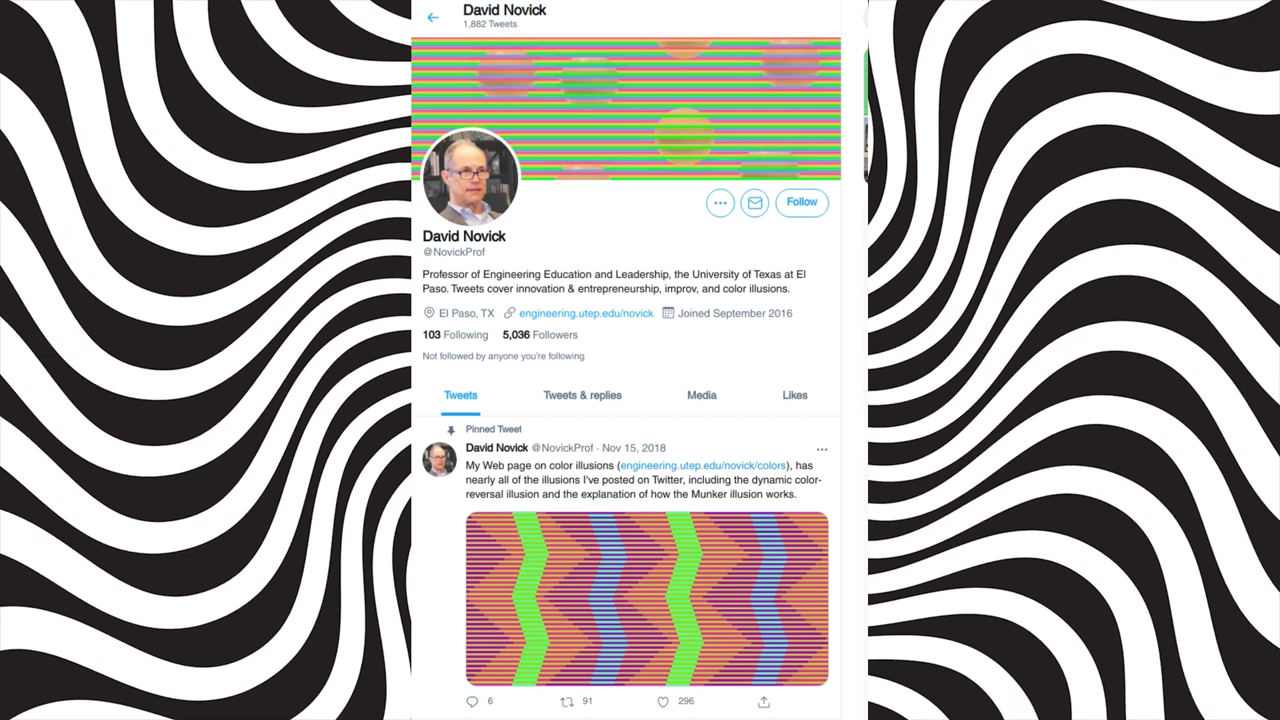 David Novick
1,882 Tweets
Follow
David Novick
@NovickProf
Professor of Engineering Education and Leadership, the University of Texas at El
Paso. Tweets cover innovation & entrepreneurship, improv, and color illusions.
El Paso, TX engineering.utep.edu/novick Joined September 2016
103 Following 5,036 Followers
Not followed by anyone you're following
Tweets Tweets & replies Media Likes
Pinned Tweet
David Novick @NovickProf · Nov 15, 2018
My Web page on color illusions (engineering.utep.edu/novick/colors), has
nearly all of the illusions I've posted on Twitter, including the dynamic color-
reversal illusion and the explanation of how the Munker illusion works.
6 91 296